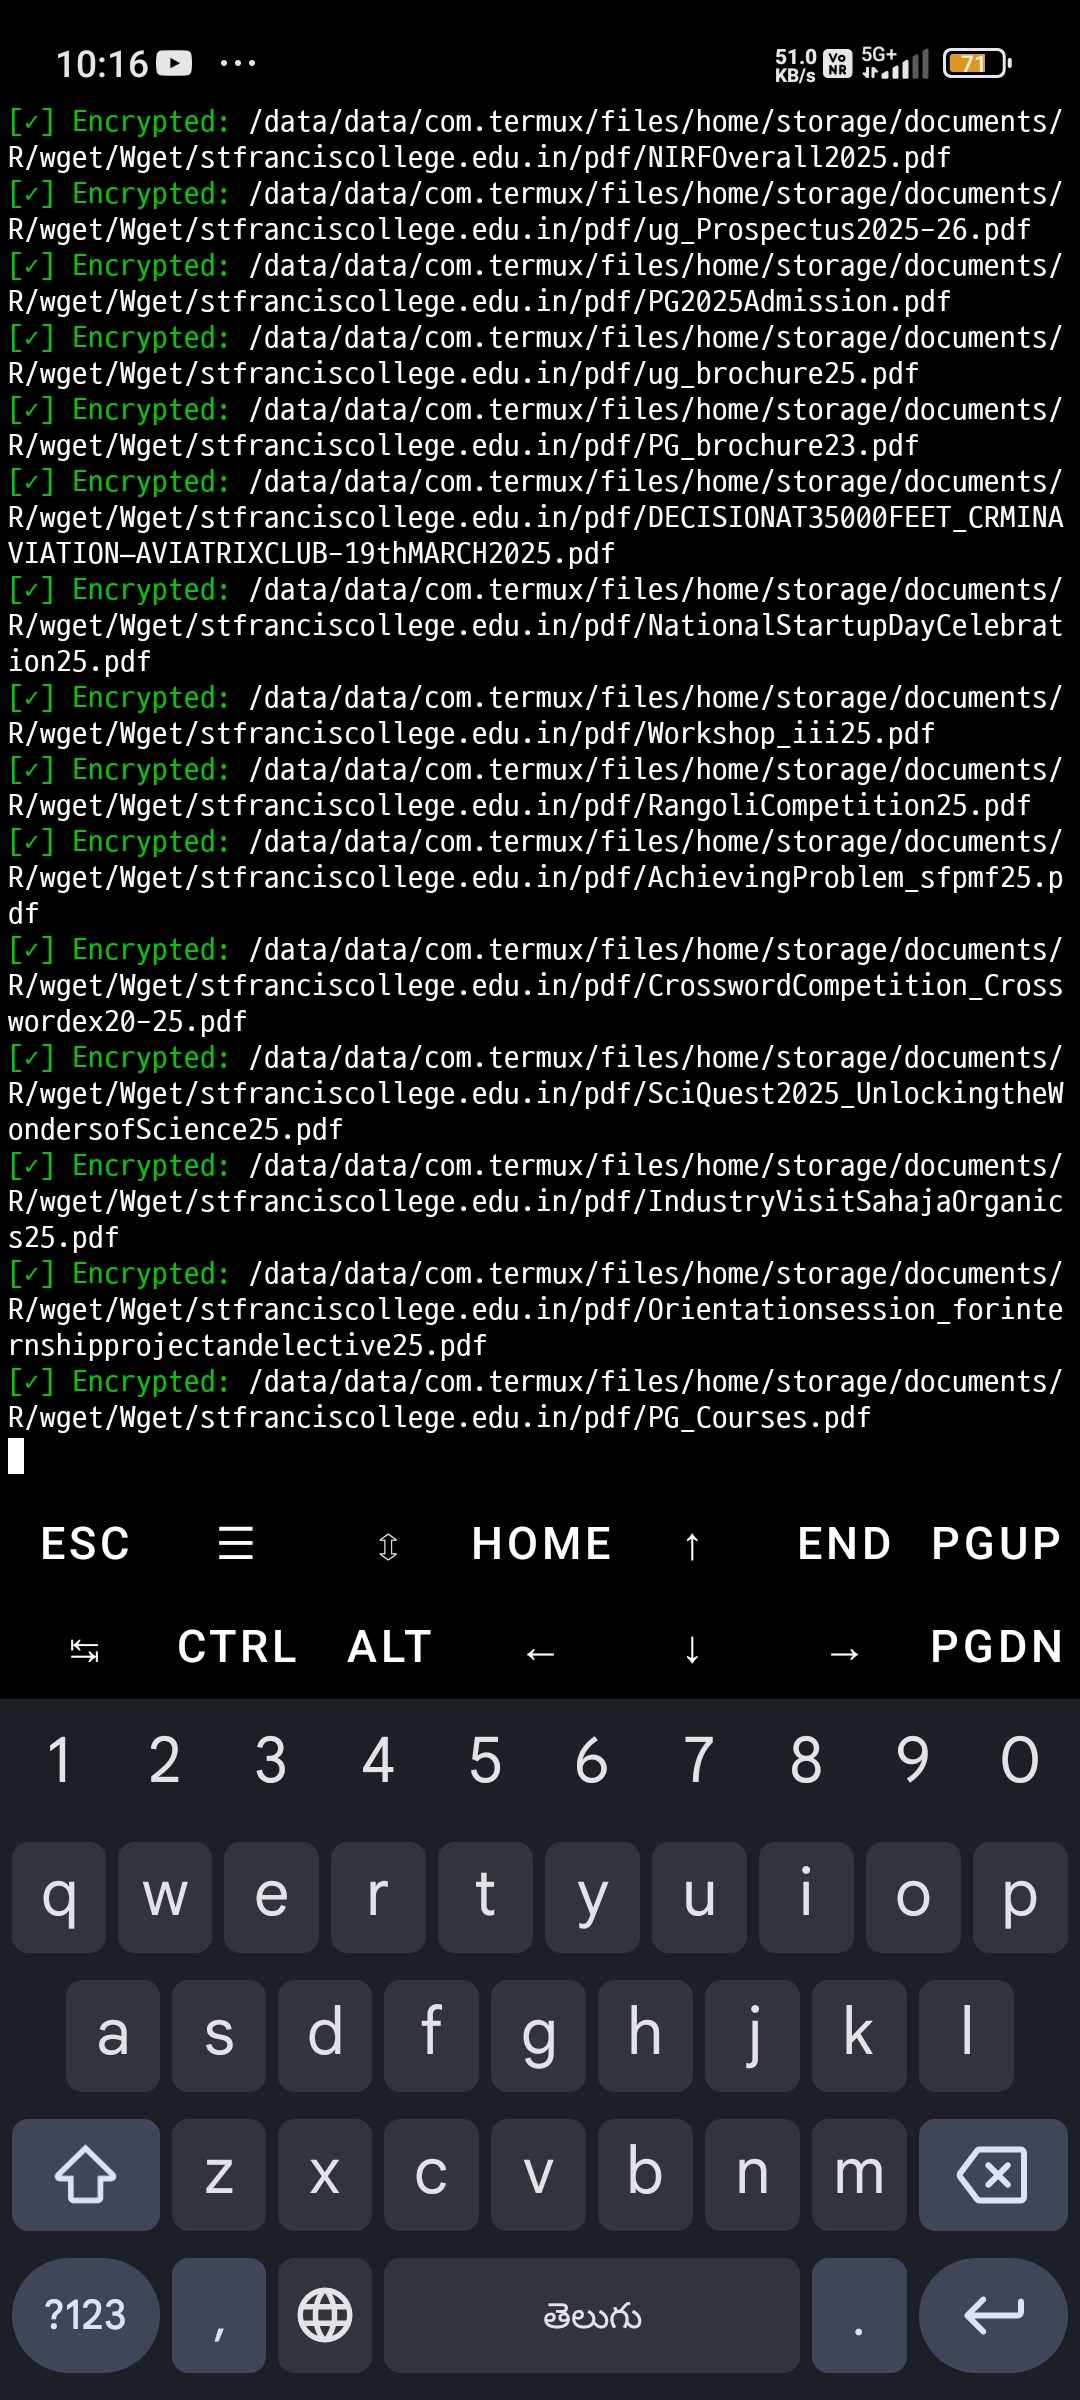 10:16 ... 51.0 KB/s Vo NR 5G+ 71
[✓] Encrypted: /data/data/com.termux/files/home/storage/documents/
R/wget/Wget/stfranciscollege.edu.in/pdf/NIRFOverall2025.pdf
[✓] Encrypted: /data/data/com.termux/files/home/storage/documents/
R/wget/Wget/stfranciscollege.edu.in/pdf/ug_Prospectus2025-26.pdf
[✓] Encrypted: /data/data/com.termux/files/home/storage/documents/
R/wget/Wget/stfranciscollege.edu.in/pdf/PG2025Admission.pdf
[✓] Encrypted: /data/data/com.termux/files/home/storage/documents/
R/wget/Wget/stfranciscollege.edu.in/pdf/ug_brochure25.pdf
[✓] Encrypted: /data/data/com.termux/files/home/storage/documents/
R/wget/Wget/stfranciscollege.edu.in/pdf/PG_brochure23.pdf
[✓] Encrypted: /data/data/com.termux/files/home/storage/documents/
R/wget/Wget/stfranciscollege.edu.in/pdf/DECISIONAT35000FEET_CRMINA
VIATION–AVIATRIXCLUB-19thMARCH2025.pdf
[✓] Encrypted: /data/data/com.termux/files/home/storage/documents/
R/wget/Wget/stfranciscollege.edu.in/pdf/NationalStartupDayCelebrat
ion25.pdf
[✓] Encrypted: /data/data/com.termux/files/home/storage/documents/
R/wget/Wget/stfranciscollege.edu.in/pdf/Workshop_iii25.pdf
[✓] Encrypted: /data/data/com.termux/files/home/storage/documents/
R/wget/Wget/stfranciscollege.edu.in/pdf/RangoliCompetition25.pdf
[✓] Encrypted: /data/data/com.termux/files/home/storage/documents/
R/wget/Wget/stfranciscollege.edu.in/pdf/AchievingProblem_sfpmf25.p
df
[✓] Encrypted: /data/data/com.termux/files/home/storage/documents/
R/wget/Wget/stfranciscollege.edu.in/pdf/CrosswordCompetition_Cross
wordex20-25.pdf
[✓] Encrypted: /data/data/com.termux/files/home/storage/documents/
R/wget/Wget/stfranciscollege.edu.in/pdf/SciQuest2025_UnlockingtheW
ondersofScience25.pdf
[✓] Encrypted: /data/data/com.termux/files/home/storage/documents/
R/wget/Wget/stfranciscollege.edu.in/pdf/IndustryVisitSahajaOrganic
s25.pdf
[✓] Encrypted: /data/data/com.termux/files/home/storage/documents/
R/wget/Wget/stfranciscollege.edu.in/pdf/Orientationsession_forinte
rnshipprojectandelective25.pdf
[✓] Encrypted: /data/data/com.termux/files/home/storage/documents/
R/wget/Wget/stfranciscollege.edu.in/pdf/PG_Courses.pdf
ESC ☰ ⇳ HOME ↑ END PGUP
↹ CTRL ALT ← ↓ → PGDN
1 2 3 4 5 6 7 8 9 0
q w e r t y u i o p
a s d f g h j k l
z x c v b n m
?123 , తెలుగు .